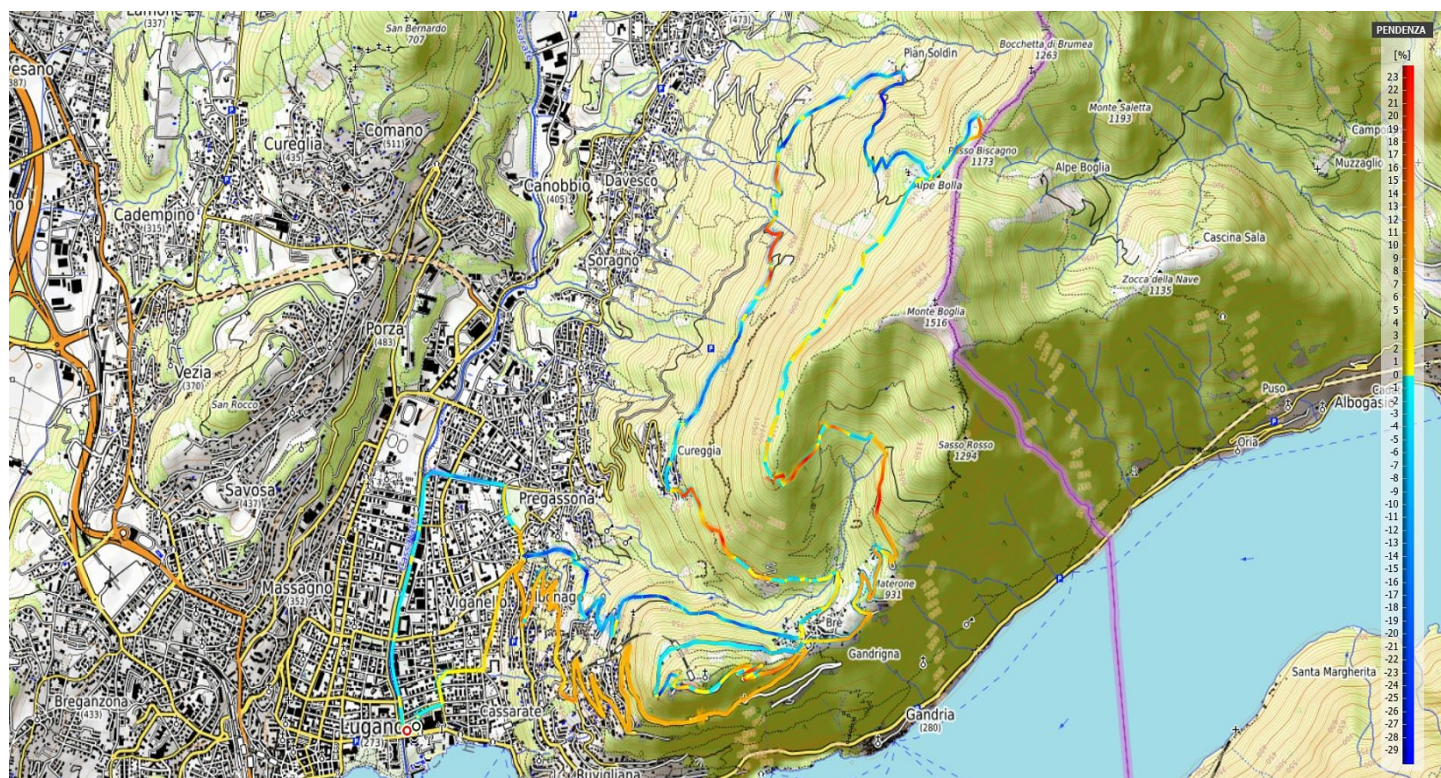 (337)
San Bernardo
707
(473)
Pian Soldin
Bocchetta di Brumea
1263
PENDENZA
[%]
Comano
(511)
Cureglia
(435)
Monte Saletta
1193
Muzzaglio
Canobbio
(405)
Davesco
Passo Biscagno
1173
Alpe Boglia
Alpe Bolla
Cadempino
(315)
Cascina Sala
Soragno
Zocca della Nave
1135
Monte Boglia
1516
Porza
(483)
Vezia
(370)
San Rocco
Puso
Albogasio
Oria
Cureggia
Sasso Rosso
1294
Savosa
(437)
Pregassona
Massagno
(352)
Viganello
Materone
931
Brè
Gandrigna
Santa Margherita
Breganzona
(433)
Lugano
(273)
Cassarate
Gandria
(280)
Ruvigliana
23
22
21
20
19
18
17
16
15
14
13
12
11
10
9
8
7
6
5
4
3
2
1
0
-1
-2
-3
-4
-5
-6
-7
-8
-9
-10
-11
-12
-13
-14
-15
-16
-17
-18
-19
-20
-21
-22
-23
-24
-25
-26
-27
-28
-29